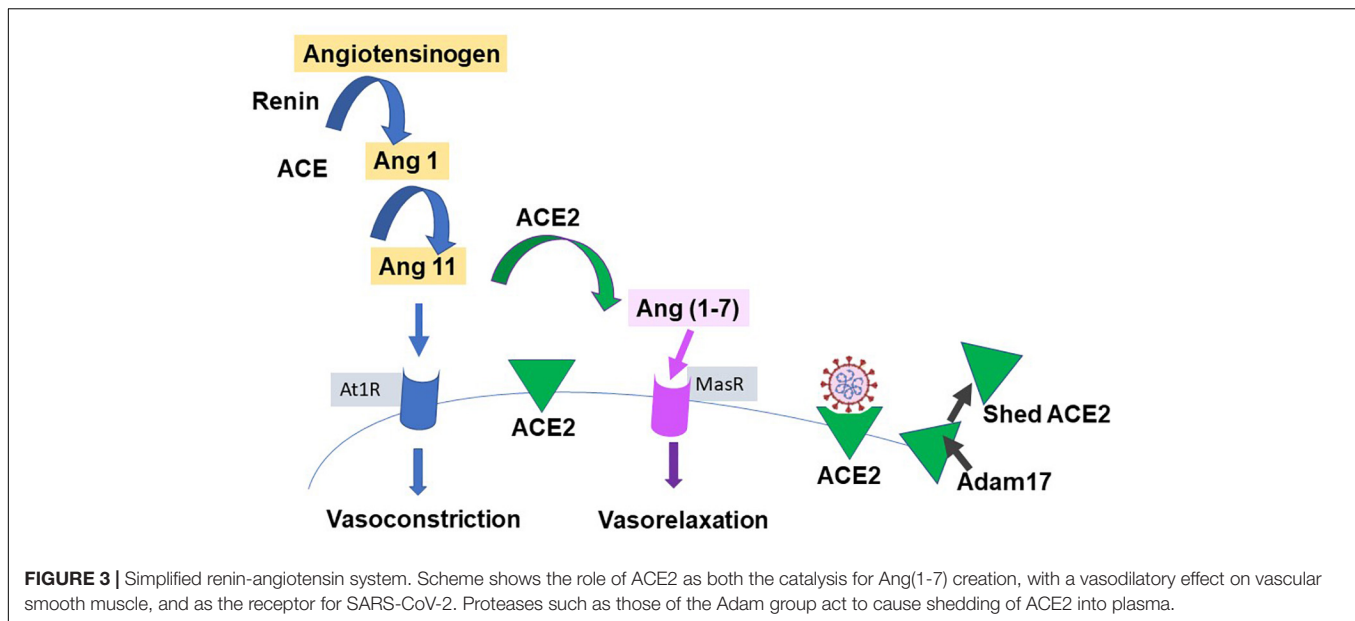 Angiotensinogen
Renin
ACE
Ang 1
ACE2
Ang 11
Ang (1-7)
At1R
MasR
ACE2
Shed ACE2
ACE2
Adam17
Vasoconstriction
Vasorelaxation
FIGURE 3 | Simplified renin-angiotensin system. Scheme shows the role of ACE2 as both the catalysis for Ang(1-7) creation, with a vasodilatory effect on vascular
smooth muscle, and as the receptor for SARS-CoV-2. Proteases such as those of the Adam group act to cause shedding of ACE2 into plasma.